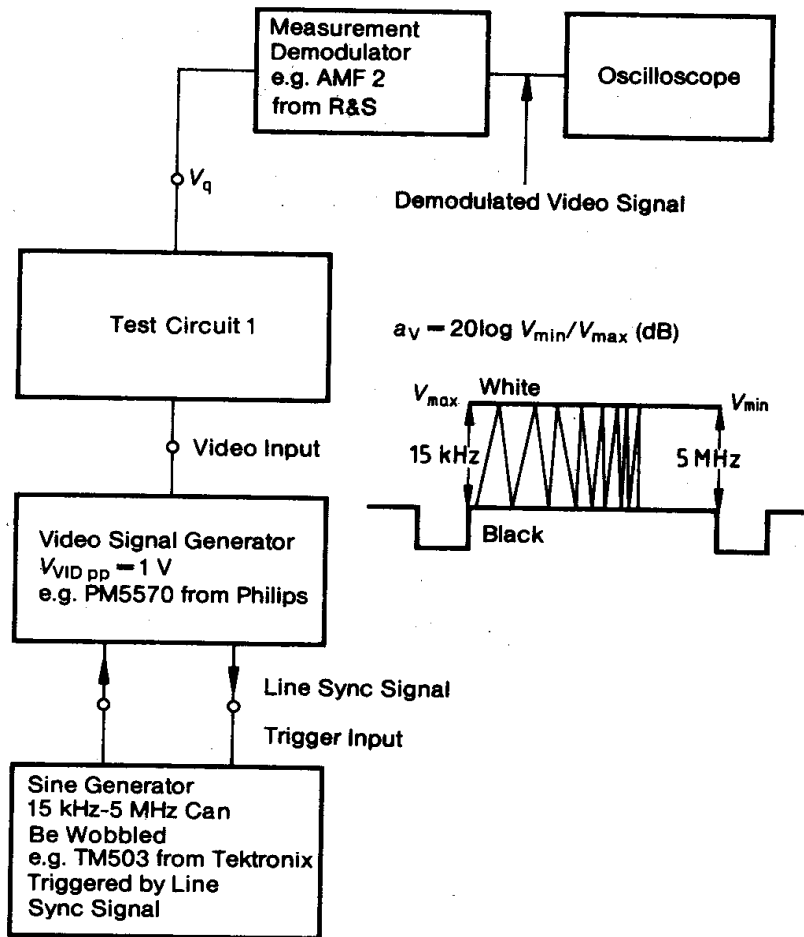 Measurement
Demodulator
e.g. AMF 2
from R&S
Oscilloscope
Vq
Demodulated Video Signal
Test Circuit 1
aV = 20log Vmin/Vmax (dB)
Vmax
White
Vmin
15 kHz
5 MHz
Black
Video Input
Video Signal Generator
VVID pp = 1 V
e.g. PM5570 from Philips
Line Sync Signal
Trigger Input
Sine Generator
15 kHz-5 MHz Can
Be Wobbled
e.g. TM503 from Tektronix
Triggered by Line
Sync Signal